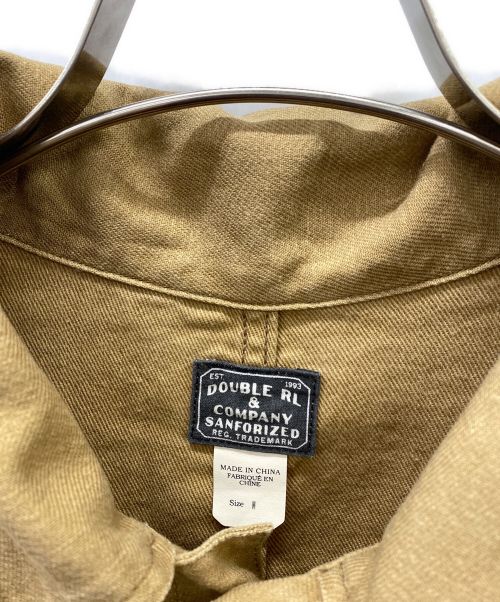 EST 1993
DOUBLE RL
&
COMPANY
SANFORIZED
REG. TRADEMARK
MADE IN CHINA
FABRIQUÉ EN
CHINE
Size